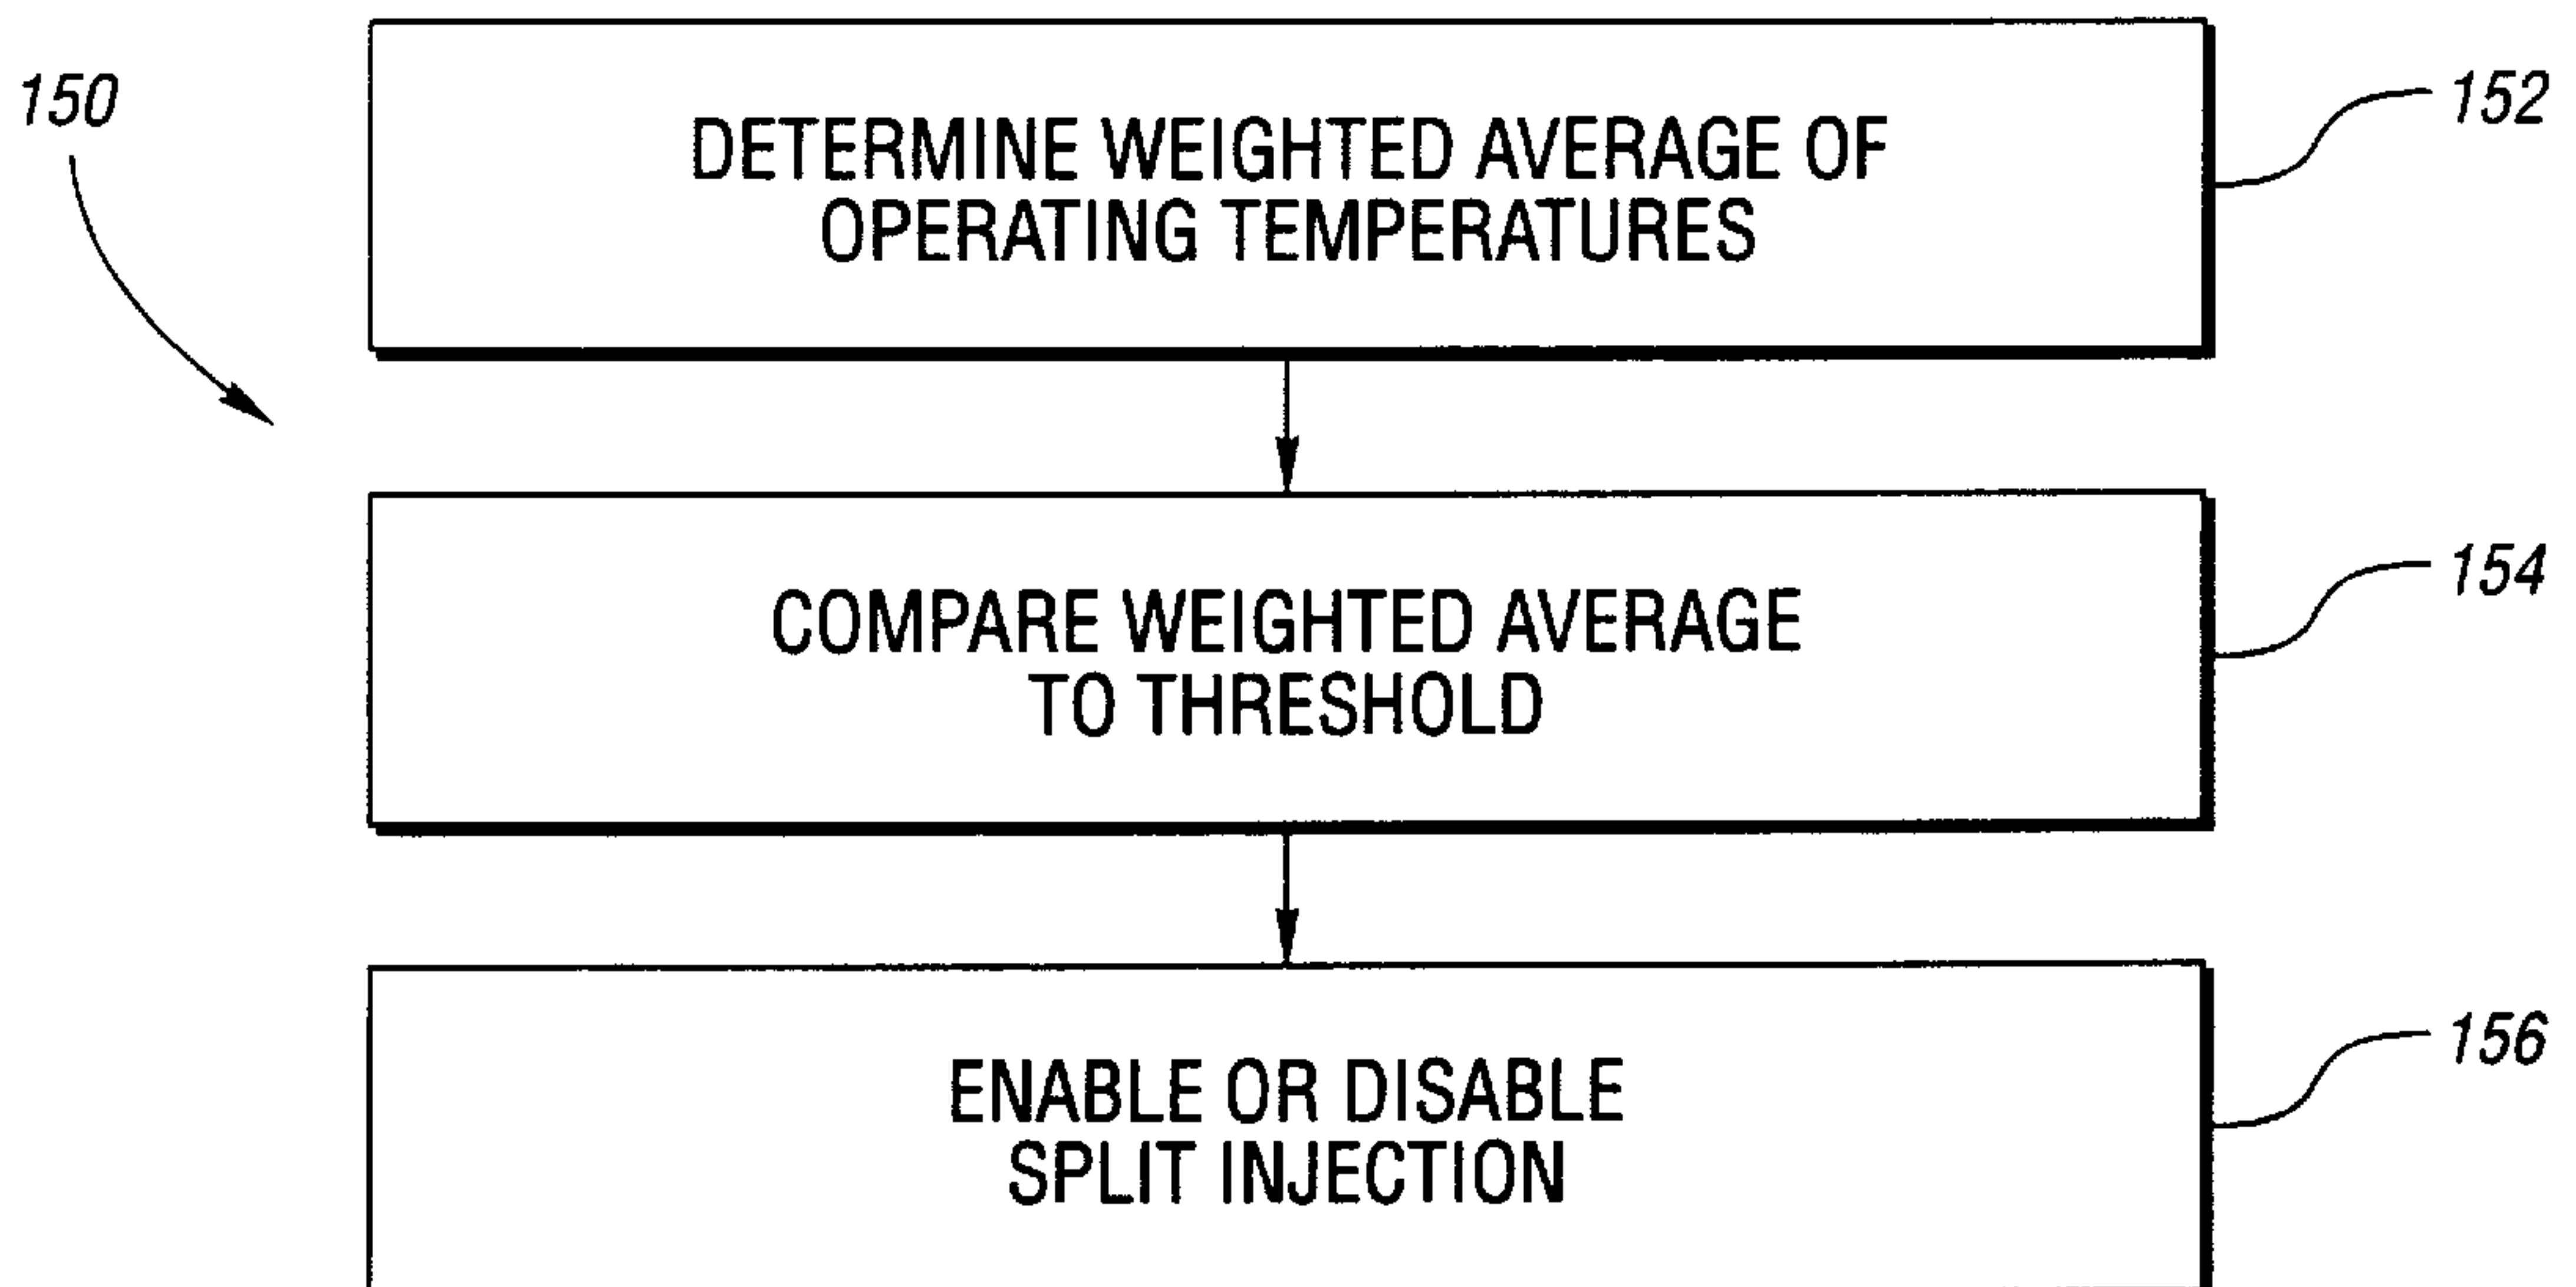 150
DETERMINE WEIGHTED AVERAGE OF
OPERATING TEMPERATURES
152
COMPARE WEIGHTED AVERAGE
TO THRESHOLD
154
ENABLE OR DISABLE
SPLIT INJECTION
156